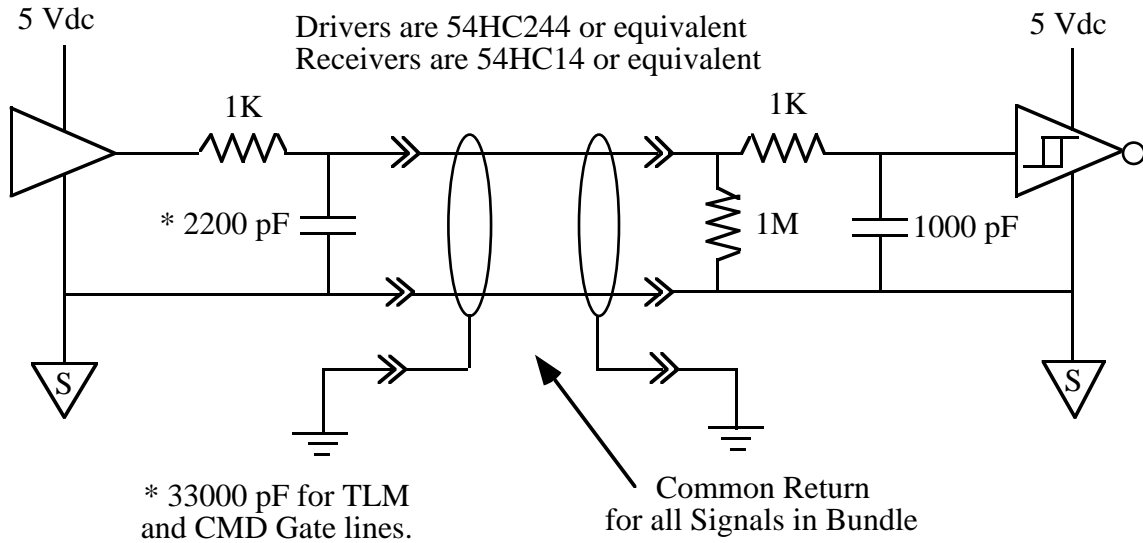 5 Vdc
Drivers are 54HC244 or equivalent
Receivers are 54HC14 or equivalent
5 Vdc
1K
1K
* 2200 pF
1M
1000 pF
S
S
* 33000 pF for TLM
and CMD Gate lines.
Common Return
for all Signals in Bundle